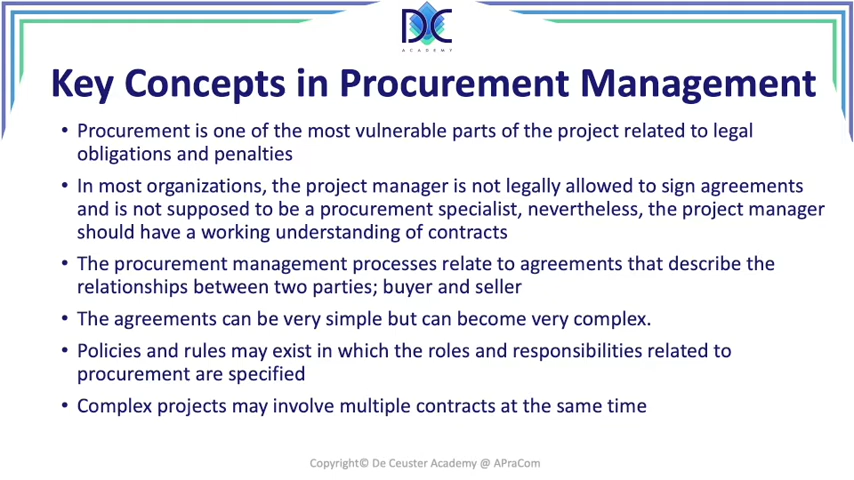 DC
ACADEMY
Key Concepts in Procurement Management
• Procurement is one of the most vulnerable parts of the project related to legal
obligations and penalties
• In most organizations, the project manager is not legally allowed to sign agreements
and is not supposed to be a procurement specialist, nevertheless, the project manager
should have a working understanding of contracts
• The procurement management processes relate to agreements that describe the
relationships between two parties; buyer and seller
• The agreements can be very simple but can become very complex.
• Policies and rules may exist in which the roles and responsibilities related to
procurement are specified
• Complex projects may involve multiple contracts at the same time
Copyright© De Ceuster Academy @ APraCom